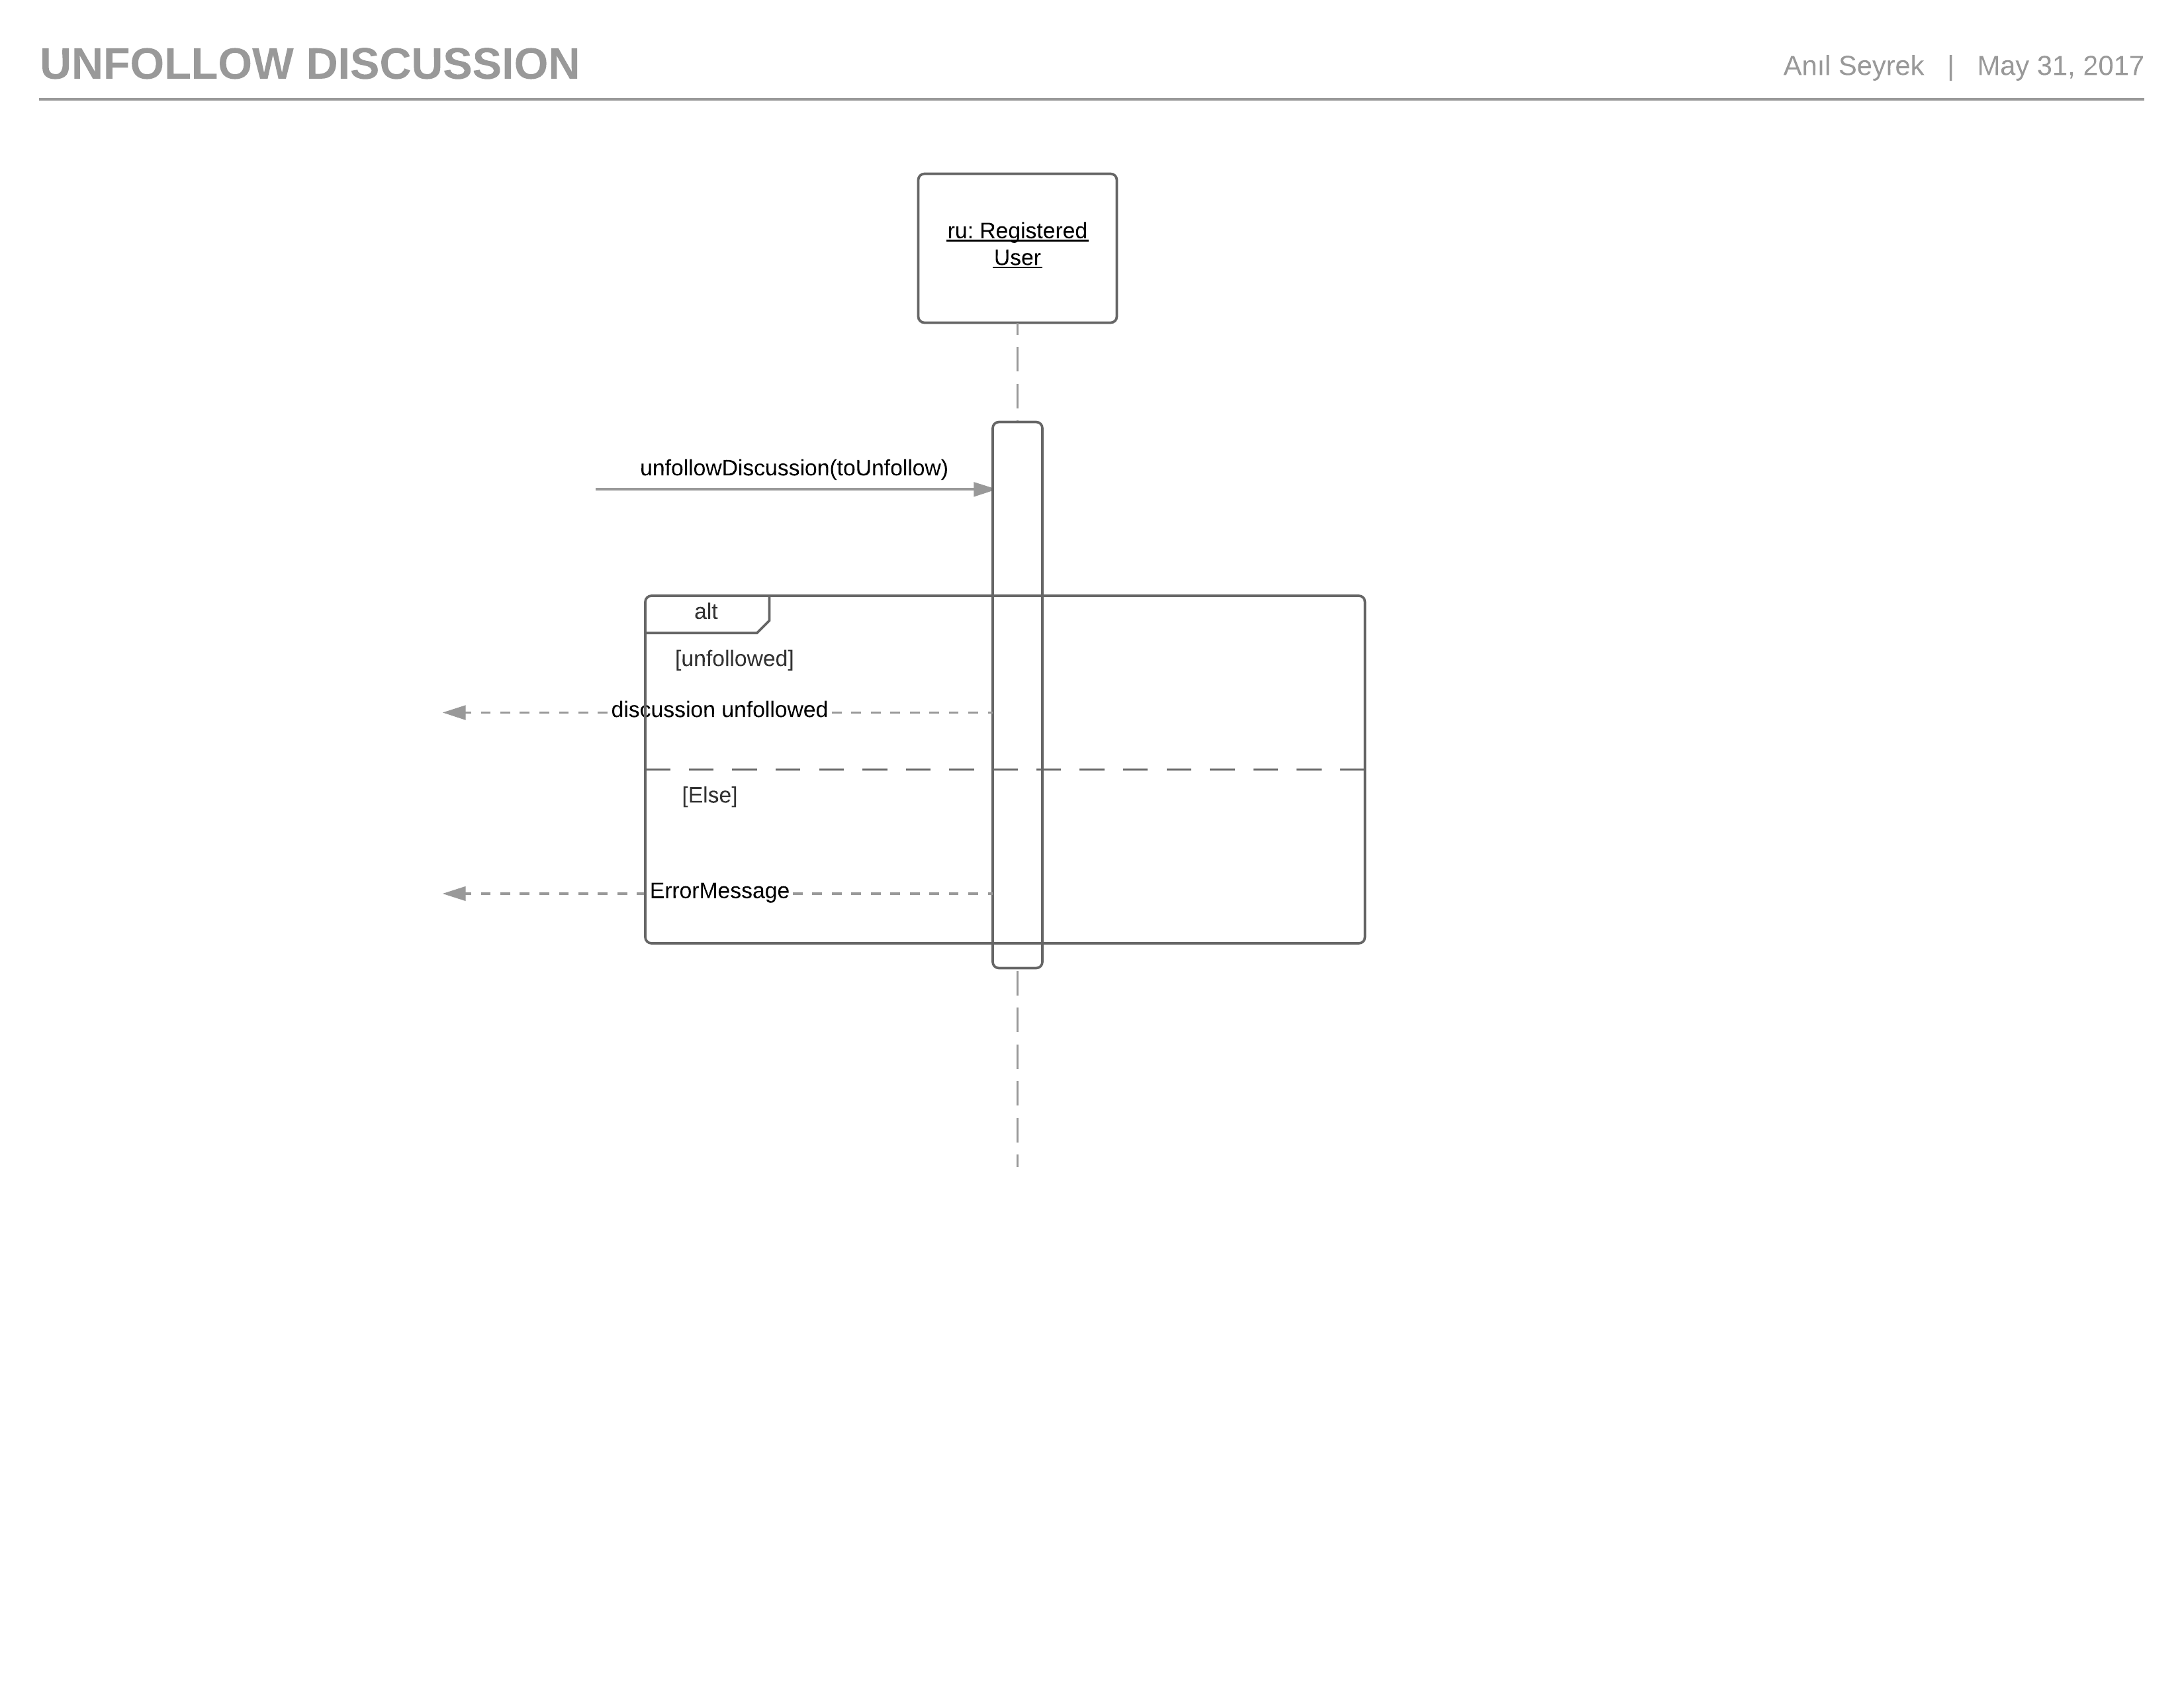 UNFOLLOW DISCUSSION
Anıl Seyrek | May 31, 2017
ru: Registered
User
unfollowDiscussion(toUnfollow)
alt
[unfollowed]
discussion unfollowed
[Else]
ErrorMessage